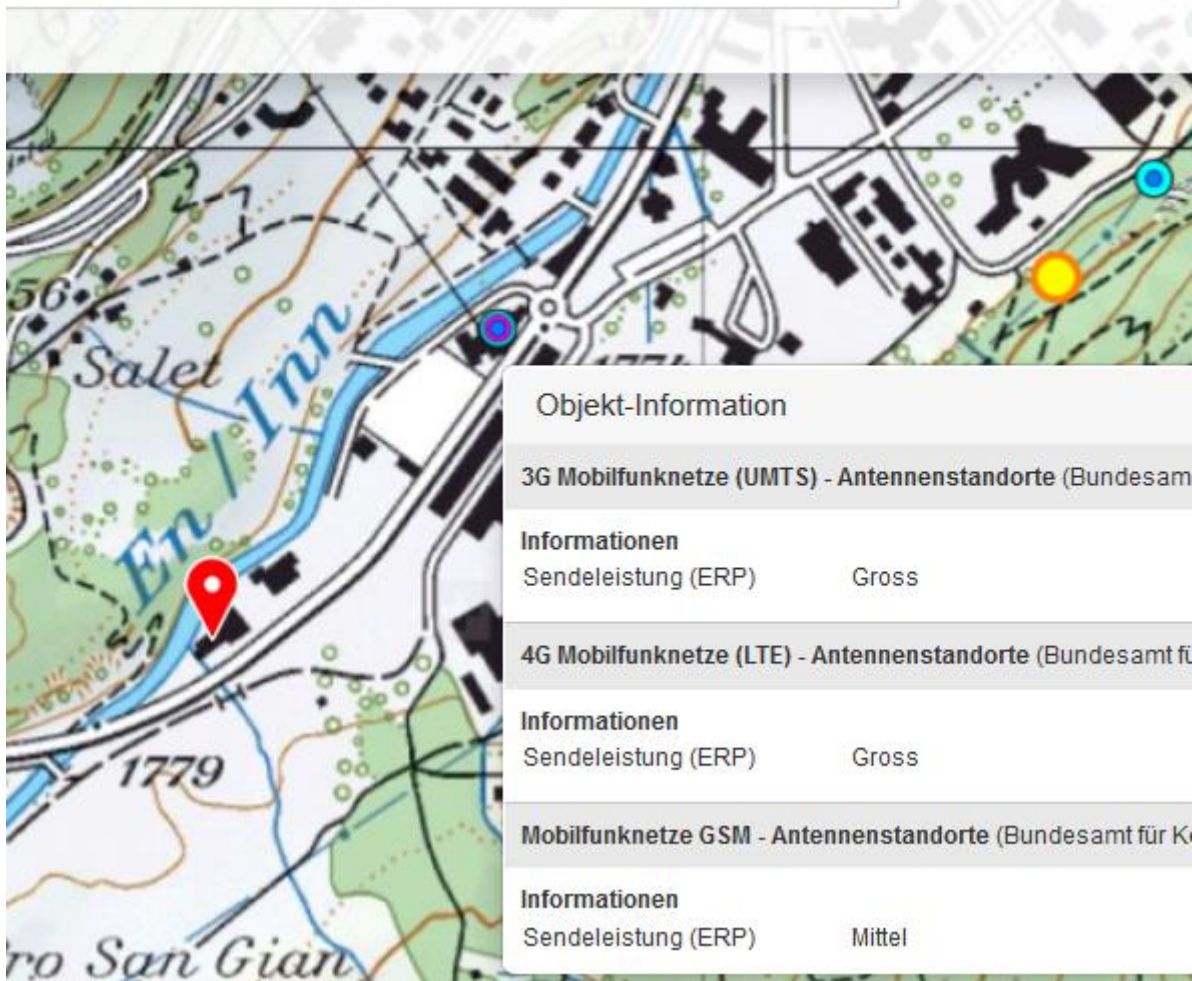 56
Salet
En / Inn
Objekt-Information
3G Mobilfunknetze (UMTS) - Antennenstandorte (Bundesam
Informationen
Sendeleistung (ERP) Gross
4G Mobilfunknetze (LTE) - Antennenstandorte (Bundesamt fü
Informationen
Sendeleistung (ERP) Gross
1779
Mobilfunknetze GSM - Antennenstandorte (Bundesamt für K
Informationen
Sendeleistung (ERP) Mittel
ro San Gian